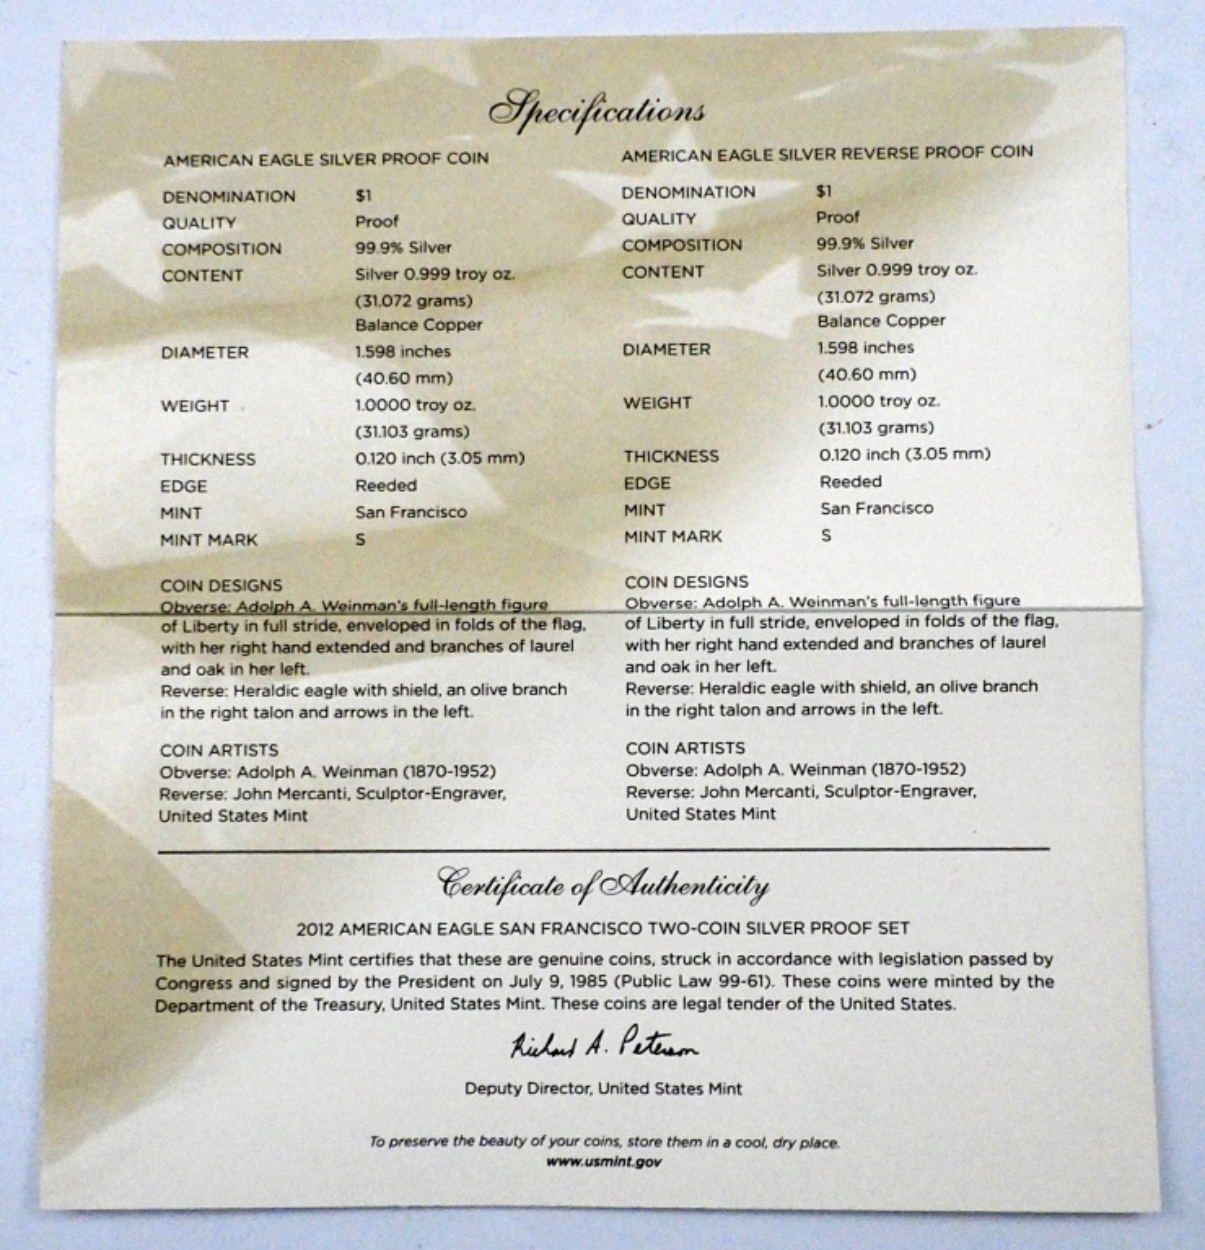 Specifications
AMERICAN EAGLE SILVER PROOF COIN
DENOMINATION $1
QUALITY Proof
COMPOSITION 99.9% Silver
CONTENT Silver 0.999 troy oz.
(31.072 grams)
Balance Copper
DIAMETER 1.598 inches
(40.60 mm)
WEIGHT 1.0000 troy oz.
(31.103 grams)
THICKNESS 0.120 inch (3.05 mm)
EDGE Reeded
MINT San Francisco
MINT MARK S
COIN DESIGNS
Obverse: Adolph A. Weinman's full-length figure
of Liberty in full stride, enveloped in folds of the flag,
with her right hand extended and branches of laurel
and oak in her left.
Reverse: Heraldic eagle with shield, an olive branch
in the right talon and arrows in the left.
COIN ARTISTS
Obverse: Adolph A. Weinman (1870-1952)
Reverse: John Mercanti, Sculptor-Engraver,
United States Mint
AMERICAN EAGLE SILVER REVERSE PROOF COIN
DENOMINATION $1
QUALITY Proof
COMPOSITION 99.9% Silver
CONTENT Silver 0.999 troy oz.
(31.072 grams)
Balance Copper
DIAMETER 1.598 inches
(40.60 mm)
WEIGHT 1.0000 troy oz.
(31.103 grams)
THICKNESS 0.120 inch (3.05 mm)
EDGE Reeded
MINT San Francisco
MINT MARK S
COIN DESIGNS
Obverse: Adolph A. Weinman's full-length figure
of Liberty in full stride, enveloped in folds of the flag,
with her right hand extended and branches of laurel
and oak in her left.
Reverse: Heraldic eagle with shield, an olive branch
in the right talon and arrows in the left.
COIN ARTISTS
Obverse: Adolph A. Weinman (1870-1952)
Reverse: John Mercanti, Sculptor-Engraver,
United States Mint
Certificate of Authenticity
2012 AMERICAN EAGLE SAN FRANCISCO TWO-COIN SILVER PROOF SET
The United States Mint certifies that these are genuine coins, struck in accordance with legislation passed by
Congress and signed by the President on July 9, 1985 (Public Law 99-61). These coins were minted by the
Department of the Treasury, United States Mint. These coins are legal tender of the United States.
Richard A. Peterson
Deputy Director, United States Mint
To preserve the beauty of your coins, store them in a cool, dry place.
www.usmint.gov